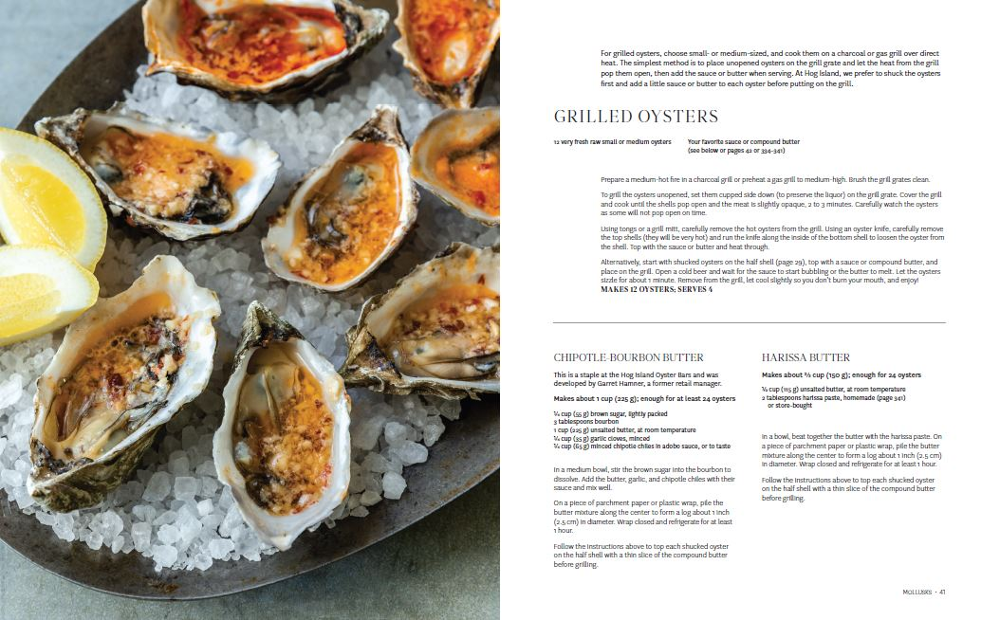 For grilled oysters, choose small- or medium-sized, and cook them on a charcoal or gas grill over direct
heat. The simplest method is to place unopened oysters on the grill grate and let the heat from the grill
pop them open, then add the sauce or butter when serving. At Hog Island, we prefer to shuck the oysters
first and add a little sauce or butter to each oyster before putting on the grill.
GRILLED OYSTERS
12 very fresh raw small or medium oysters
Your favorite sauce or compound butter
(see below or pages 42 or 334–341)
Prepare a medium-hot fire in a charcoal grill or preheat a gas grill to medium-high. Brush the grill grates clean.
To grill the oysters unopened, set them cupped side down (to preserve the liquor) on the grill grate. Cover the grill
and cook until the shells pop open and the meat is slightly opaque, 2 to 3 minutes. Carefully watch the oysters
as some will not pop open on time.
Using tongs or a grill mitt, carefully remove the hot oysters from the grill. Using an oyster knife, carefully remove
the top shells (they will be very hot) and run the knife along the inside of the bottom shell to loosen the oyster from
the shell. Top with the sauce or butter and heat through.
Alternatively, start with shucked oysters on the half shell (page 29), top with a sauce or compound butter, and
place on the grill. Open a cold beer and wait for the sauce to start bubbling or the butter to melt. Let the oysters
sizzle for about 1 minute. Remove from the grill, let cool slightly so you don't burn your mouth, and enjoy!
MAKES 12 OYSTERS; SERVES 4
CHIPOTLE-BOURBON BUTTER
This is a staple at the Hog Island Oyster Bars and was
developed by Garret Hamner, a former retail manager.
Makes about 1 cup (225 g); enough for at least 24 oysters
¼ cup (55 g) brown sugar, lightly packed
3 tablespoons bourbon
1 cup (225 g) unsalted butter, at room temperature
¼ cup (35 g) garlic cloves, minced
¼ cup (65 g) minced chipotle chiles in adobo sauce, or to taste
In a medium bowl, stir the brown sugar into the bourbon to
dissolve. Add the butter, garlic, and chipotle chiles with their
sauce and mix well.
On a piece of parchment paper or plastic wrap, pile the
butter mixture along the center to form a log about 1 inch
(2.5 cm) in diameter. Wrap closed and refrigerate for at least
1 hour.
Follow the instructions above to top each shucked oyster
on the half shell with a thin slice of the compound butter
before grilling.
HARISSA BUTTER
Makes about ⅔ cup (150 g); enough for 24 oysters
½ cup (115 g) unsalted butter, at room temperature
2 tablespoons harissa paste, homemade (page 341)
or store-bought
In a bowl, beat together the butter with the harissa paste. On
a piece of parchment paper or plastic wrap, pile the butter
mixture along the center to form a log about 1 inch (2.5 cm)
in diameter. Wrap closed and refrigerate for at least 1 hour.
Follow the instructions above to top each shucked oyster
on the half shell with a thin slice of the compound butter
before grilling.
MOLLUSKS · 41